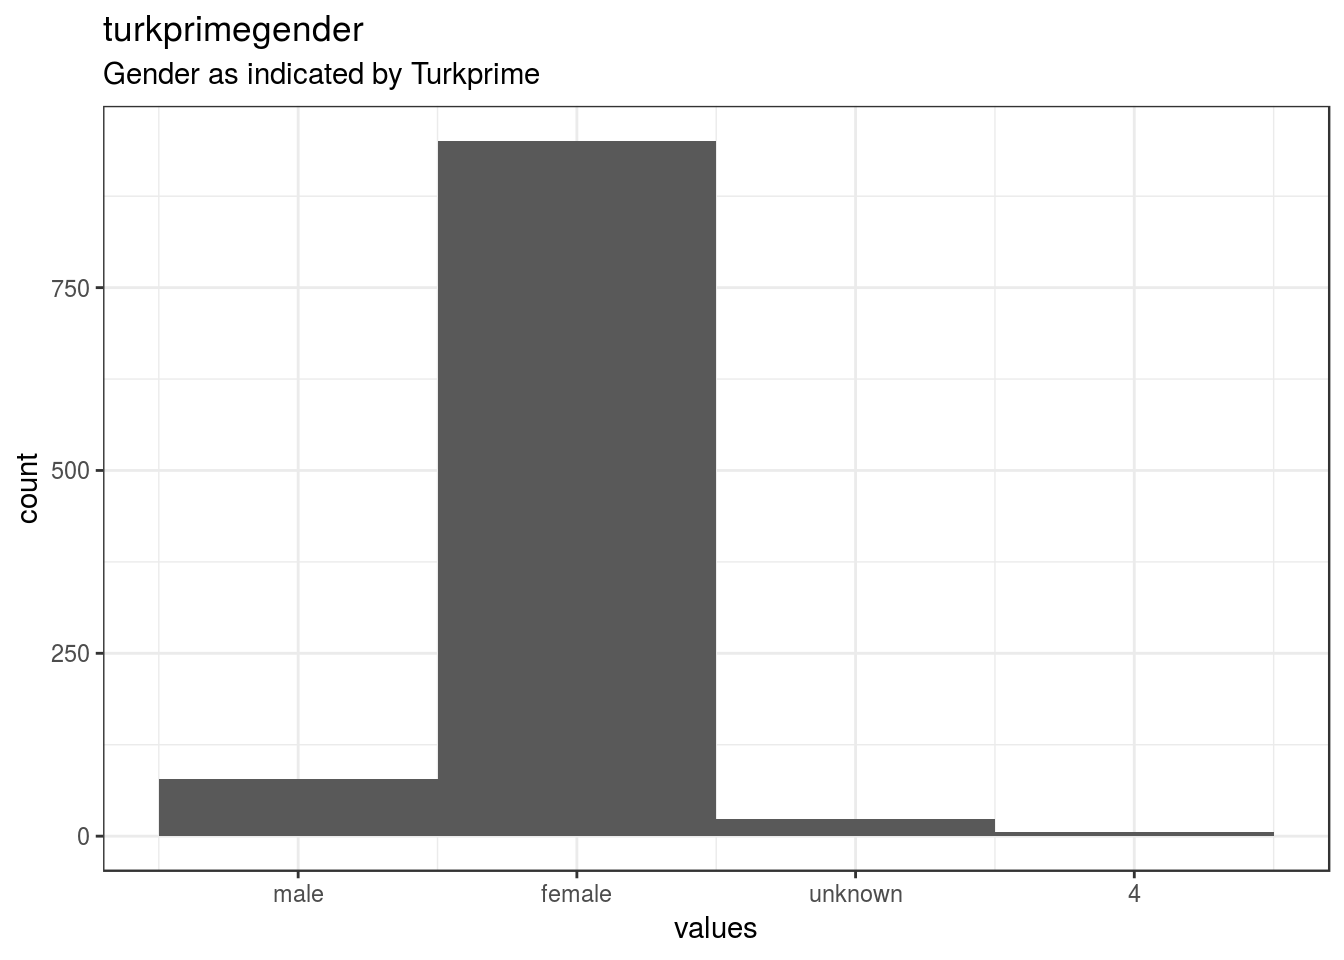 turkprimegender
Gender as indicated by Turkprime
750
500
250
0
count
male female unknown 4
values